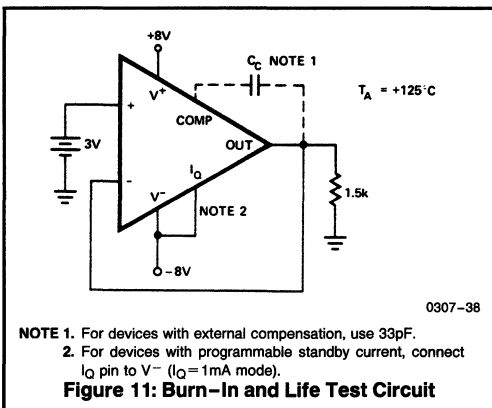 +8V
C_C NOTE 1
T_A = +125°C
V+
+
COMP
3V
OUT
I_Q
-
V−
NOTE 2
1.5k
-8V
0307-38
NOTE 1. For devices with external compensation, use 33pF.
2. For devices with programmable standby current, connect
I_Q pin to V− (I_Q=1mA mode).
Figure 11: Burn-In and Life Test Circuit